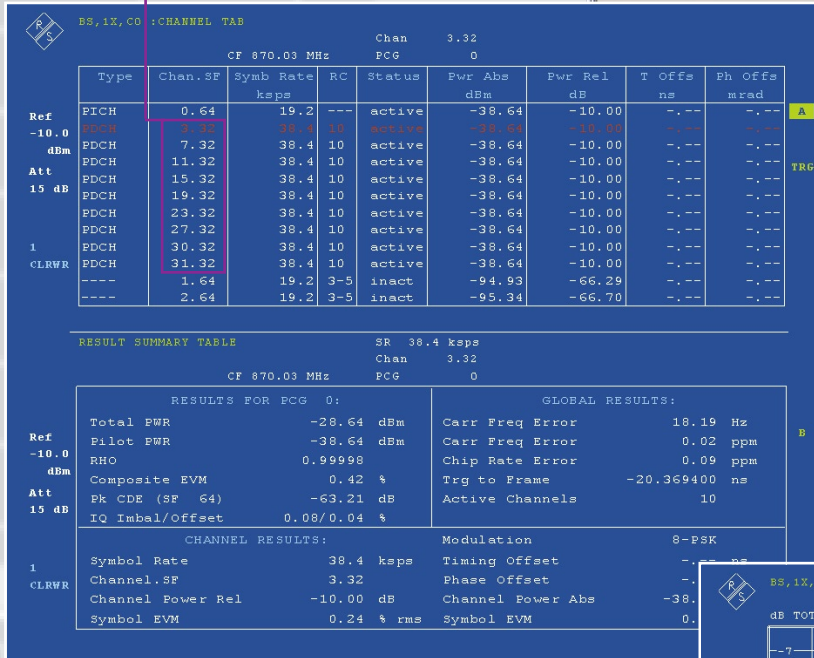 R S
BS,1X,C0 :CHANNEL TAB
Chan 3.32
CF 870.03 MHz PCG 0
Type Chan.SF Symb Rate RC Status Pwr Abs Pwr Rel T Offs Ph Offs
ksps dBm dB ns mrad
PICH 0.64 19.2 --- active -38.64 -10.00 -.-- -.--
PDCH 3.32 38.4 10 active -38.64 -10.00 -.-- -.--
PDCH 7.32 38.4 10 active -38.64 -10.00 -.-- -.--
PDCH 11.32 38.4 10 active -38.64 -10.00 -.-- -.--
PDCH 15.32 38.4 10 active -38.64 -10.00 -.-- -.--
PDCH 19.32 38.4 10 active -38.64 -10.00 -.-- -.--
PDCH 23.32 38.4 10 active -38.64 -10.00 -.-- -.--
PDCH 27.32 38.4 10 active -38.64 -10.00 -.-- -.--
PDCH 30.32 38.4 10 active -38.64 -10.00 -.-- -.--
PDCH 31.32 38.4 10 active -38.64 -10.00 -.-- -.--
---- 1.64 19.2 3-5 inact -94.93 -66.29 -.-- -.--
---- 2.64 19.2 3-5 inact -95.34 -66.70 -.-- -.--
Ref
-10.0
dBm
Att
15 dB
1
CLRWR
A
TRG
RESULT SUMMARY TABLE SR 38.4 ksps
Chan 3.32
CF 870.03 MHz PCG 0
RESULTS FOR PCG 0: GLOBAL RESULTS:
Total PWR -28.64 dBm Carr Freq Error 18.19 Hz
Pilot PWR -38.64 dBm Carr Freq Error 0.02 ppm
RHO 0.99998 Chip Rate Error 0.09 ppm
Composite EVM 0.42 % Trg to Frame -20.369400 ns
Pk CDE (SF 64) -63.21 dB Active Channels 10
IQ Imbal/Offset 0.08/0.04 %
CHANNEL RESULTS: Modulation 8-PSK
Symbol Rate 38.4 ksps Timing Offset -.-- ns
Channel.SF 3.32 Phase Offset -.
Channel Power Rel -10.00 dB Channel Power Abs -38.
Symbol EVM 0.24 % rms Symbol EVM 0.
Ref
-10.0
dBm
Att
15 dB
1
CLRWR
B
R S
BS,1X,
dB TOT
-7